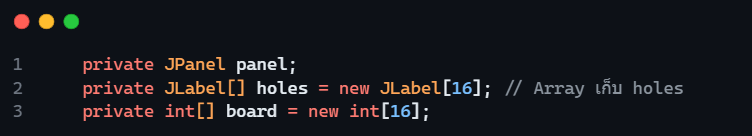 1 private JPanel panel;
2 private JLabel[] holes = new JLabel[16]; // Array เก็บ holes
3 private int[] board = new int[16];